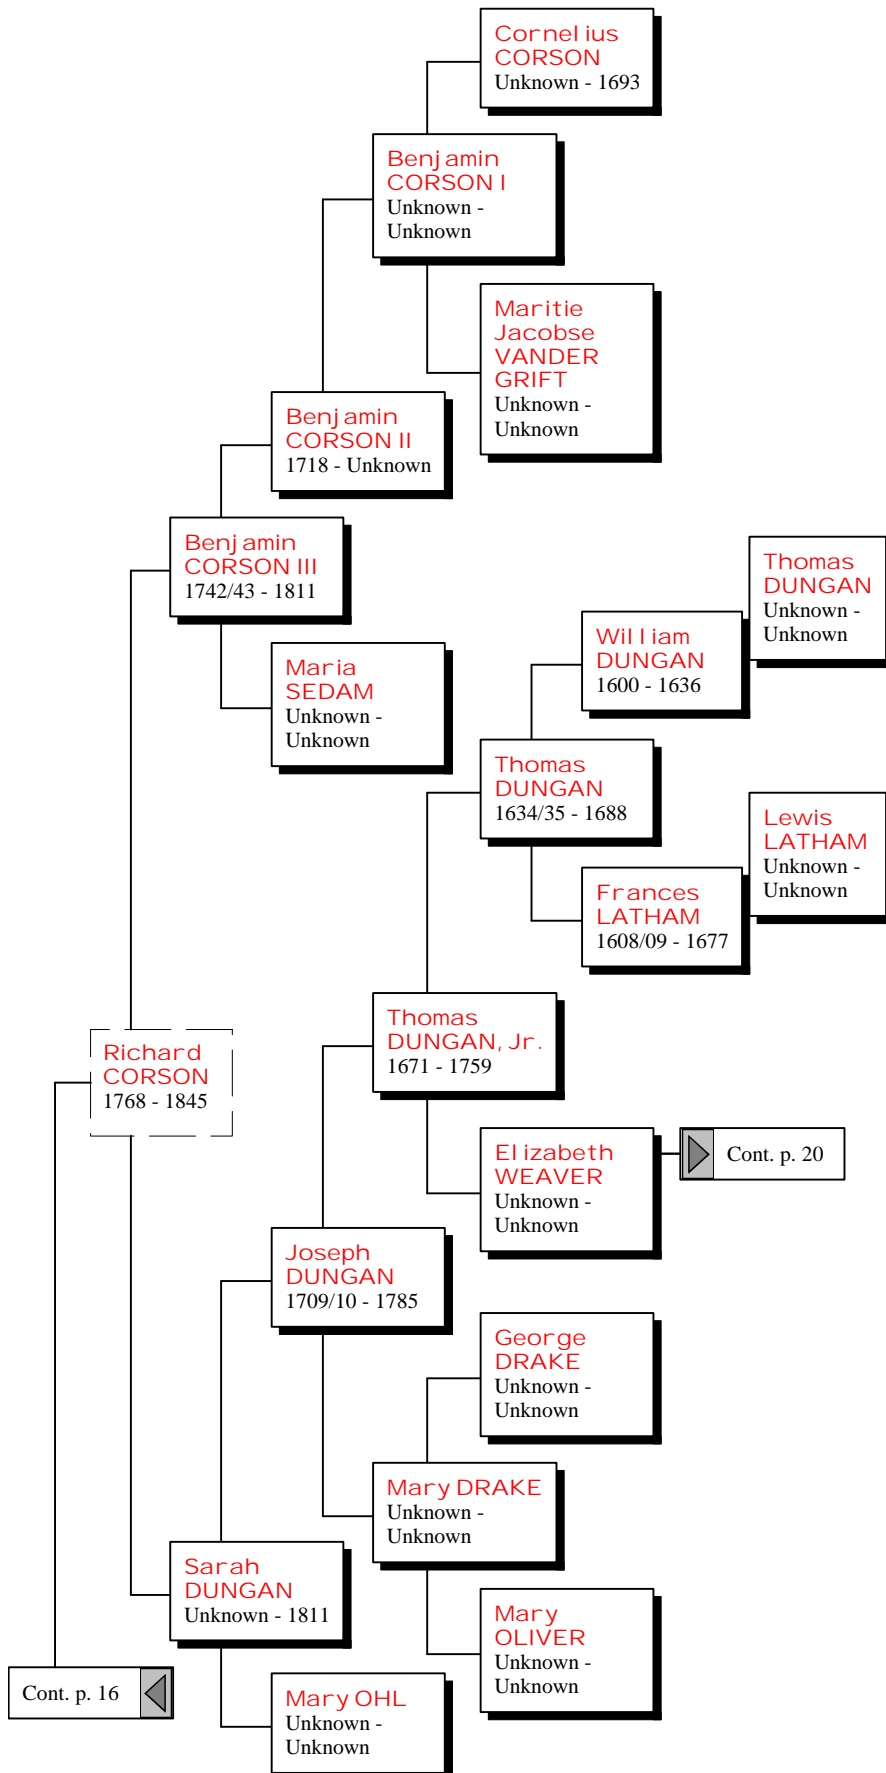 Cornelius
CORSON
Unknown - 1693
Benjamin
CORSON I
Unknown -
Unknown
Maritie
Jacobse
VANDER
GRIFT
Unknown -
Unknown
Benjamin
CORSON II
1718 - Unknown
Benjamin
CORSON III
1742/43 - 1811
Maria
SEDAM
Unknown -
Unknown
Thomas
DUNGAN
Unknown -
Unknown
William
DUNGAN
1600 - 1636
Thomas
DUNGAN
1634/35 - 1688
Lewis
LATHAM
Unknown -
Unknown
Frances
LATHAM
1608/09 - 1677
Thomas
DUNGAN, Jr.
1671 - 1759
Richard
CORSON
1768 - 1845
Elizabeth
WEAVER
Unknown -
Unknown
Cont. p. 20
Joseph
DUNGAN
1709/10 - 1785
George
DRAKE
Unknown -
Unknown
Mary DRAKE
Unknown -
Unknown
Sarah
DUNGAN
Unknown - 1811
Mary
OLIVER
Unknown -
Unknown
Cont. p. 16
Mary OHL
Unknown -
Unknown